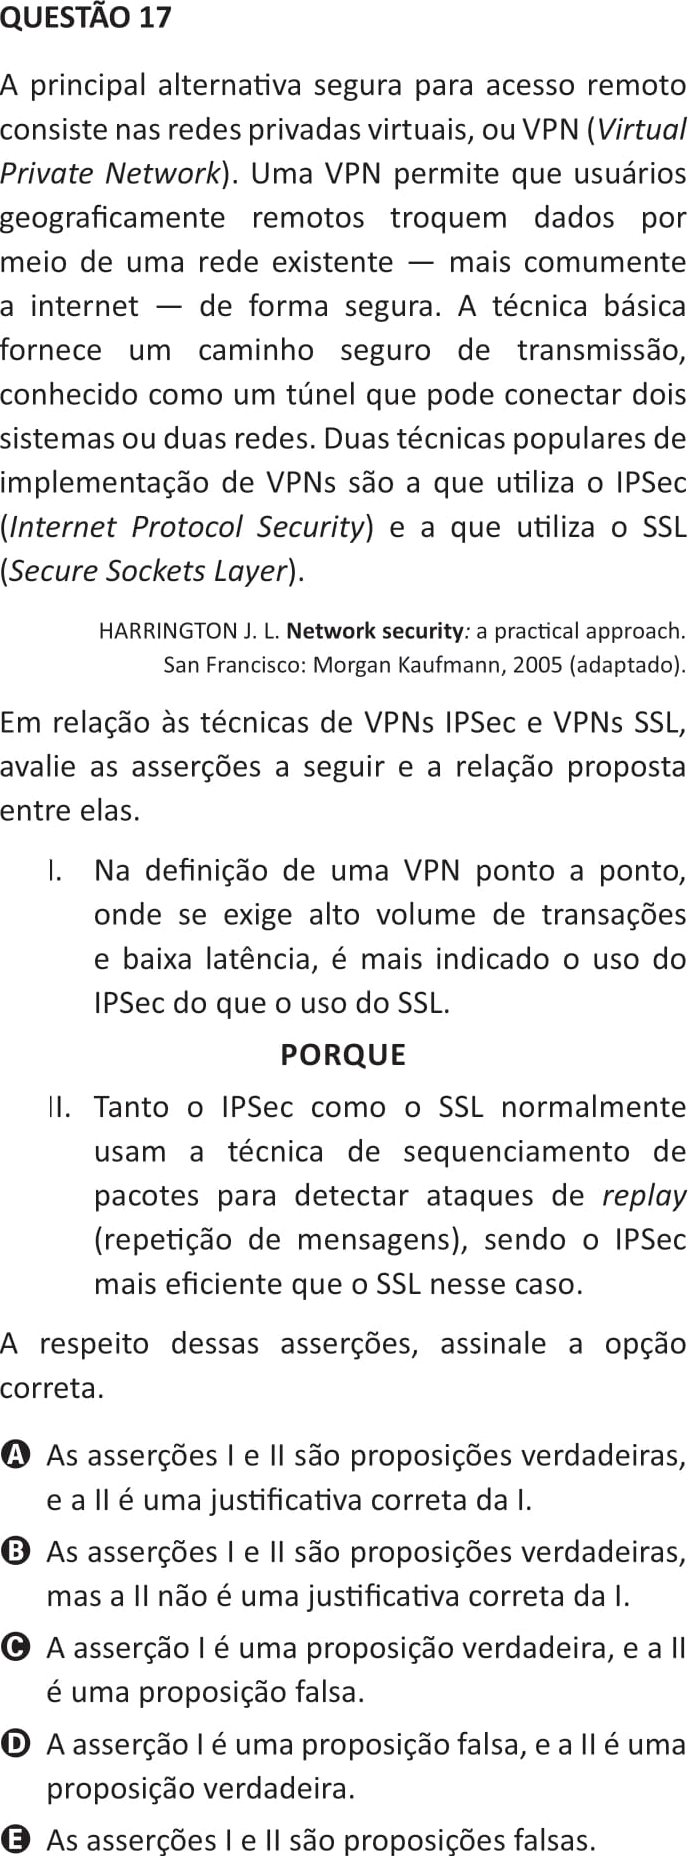 QUESTÃO 17
A principal alternativa segura para acesso remoto
consiste nas redes privadas virtuais, ou VPN (Virtual
Private Network). Uma VPN permite que usuários
geograficamente remotos troquem dados por
meio de uma rede existente — mais comumente
a internet — de forma segura. A técnica básica
fornece um caminho seguro de transmissão,
conhecido como um túnel que pode conectar dois
sistemas ou duas redes. Duas técnicas populares de
implementação de VPNs são a que utiliza o IPSec
(Internet Protocol Security) e a que utiliza o SSL
(Secure Sockets Layer).
HARRINGTON J. L. Network security: a practical approach.
San Francisco: Morgan Kaufmann, 2005 (adaptado).
Em relação às técnicas de VPNs IPSec e VPNs SSL,
avalie as asserções a seguir e a relação proposta
entre elas.
I. Na definição de uma VPN ponto a ponto,
onde se exige alto volume de transações
e baixa latência, é mais indicado o uso do
IPSec do que o uso do SSL.
PORQUE
II. Tanto o IPSec como o SSL normalmente
usam a técnica de sequenciamento de
pacotes para detectar ataques de replay
(repetição de mensagens), sendo o IPSec
mais eficiente que o SSL nesse caso.
A respeito dessas asserções, assinale a opção
correta.
A As asserções I e II são proposições verdadeiras,
e a II é uma justificativa correta da I.
B As asserções I e II são proposições verdadeiras,
mas a II não é uma justificativa correta da I.
C A asserção I é uma proposição verdadeira, e a II
é uma proposição falsa.
D A asserção I é uma proposição falsa, e a II é uma
proposição verdadeira.
E As asserções I e II são proposições falsas.